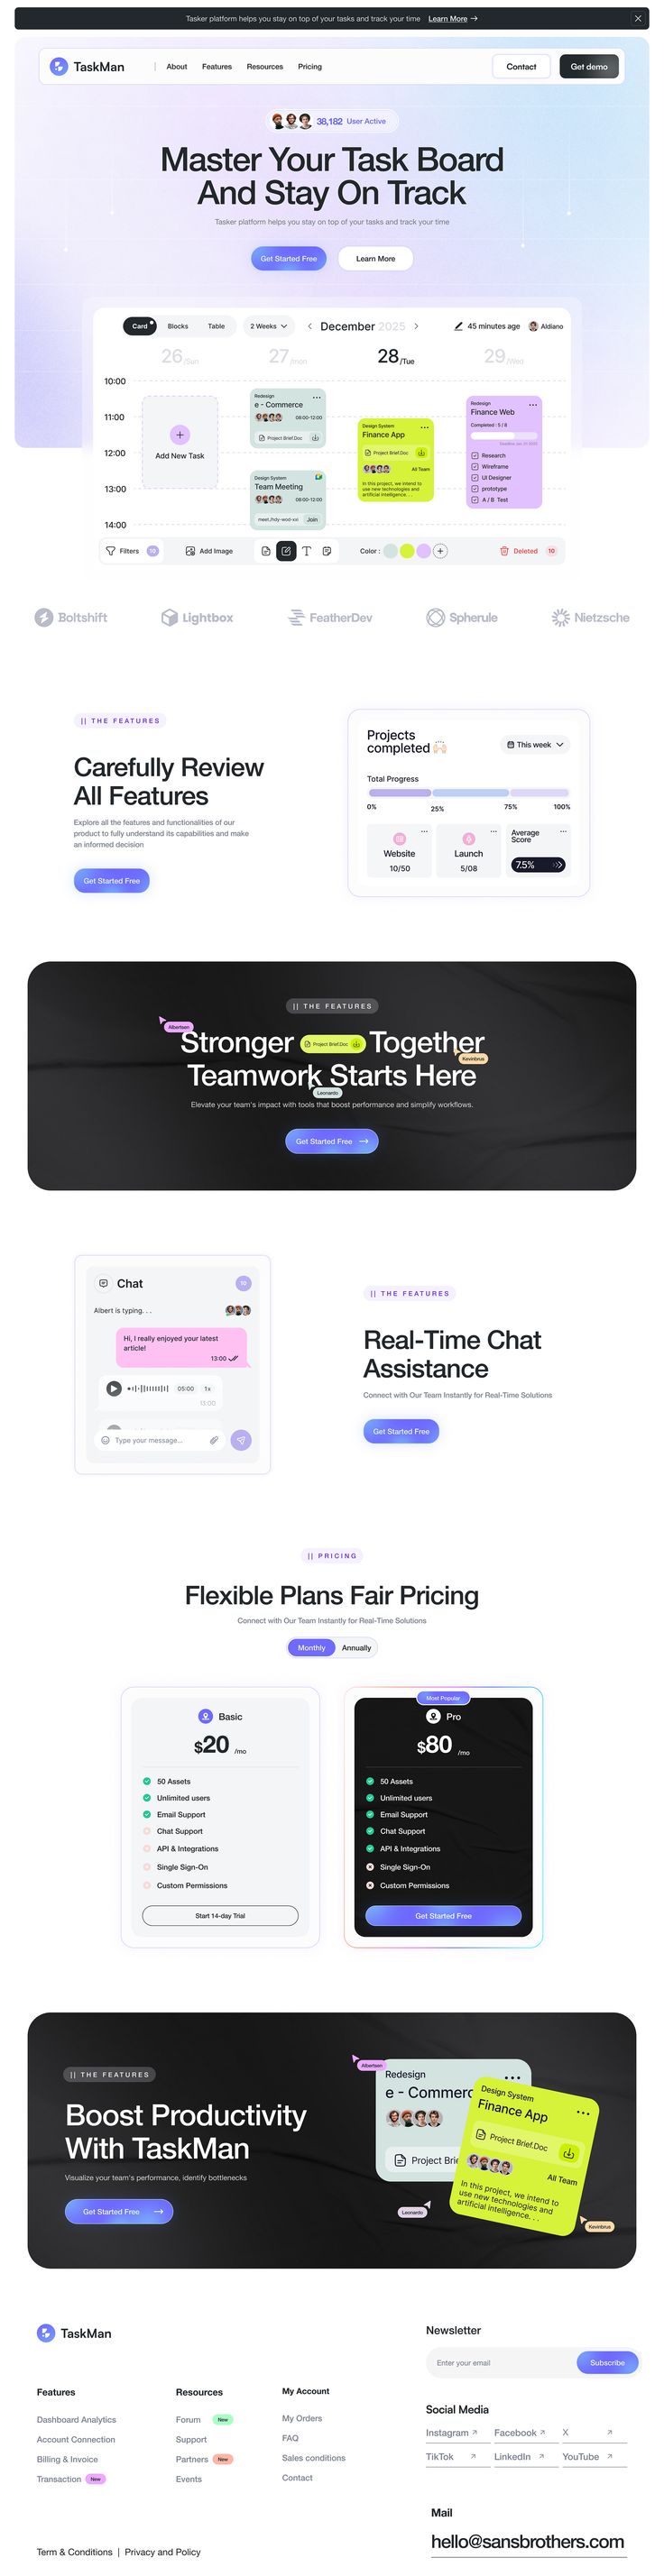 Tasker platform helps you stay on top of your tasks and track your time Learn More →
TaskMan | About Features Resources Pricing Contact Get demo
38,182 User Active
Master Your Task Board
And Stay On Track
Tasker platform helps you stay on top of your tasks and track your time
Get Started Free Learn More
Card Blocks Table 2 Weeks < December 2025 > 45 minutes age Aldiano
26/Sun 27/mon 28/Tue 29/Wed
10:00
11:00
12:00
13:00
14:00
Add New Task
Redesign
e - Commerce
08:00-12:00
Project Brief.Doc
Design System
Team Meeting
08:00-12:00
meet./hdy-wod-xxi Join
Design System
Finance App
Project Brief.Doc
All Team
In this project, we intend to
use new technologies and
artificial intelligence. . .
Redesign
Finance Web
Completed : 5/8
Research
Wireframe
UI Designer
prototype
A / B Test
Filters 10 Add Image Color : Deleted 10
Boltshift Lightbox FeatherDev Spherule Nietzsche
|| THE FEATURES
Carefully Review
All Features
Explore all the features and functionalities of our
product to fully understand its capabilities and make
an informed decision
Get Started Free
Projects
completed 🙌🏻
This week
Total Progress
0% 25% 75% 100%
Website
10/50
Launch
5/08
Average
Score
7.5%
|| THE FEATURES
Albertsen
Stronger Project Brief.Doc Together
Kevinbrus
Teamwork Starts Here
Leonardo
Elevate your team's impact with tools that boost performance and simplify workflows.
Get Started Free →
Chat 10
Albert is typing. . .
Hi, I really enjoyed your latest
article!
13:00
05:00 1x
13:00
Type your message...
|| THE FEATURES
Real-Time Chat
Assistance
Connect with Our Team Instantly for Real-Time Solutions
Get Started Free
|| PRICING
Flexible Plans Fair Pricing
Connect with Our Team Instantly for Real-Time Solutions
Monthly Annually
Basic
$20 /mo
50 Assets
Unlimited users
Email Support
Chat Support
API & Integrations
Single Sign-On
Custom Permissions
Start 14-day Trial
Most Popular
Pro
$80 /mo
50 Assets
Unlimited users
Email Support
Chat Support
API & Integrations
Single Sign-On
Custom Permissions
Get Started Free
|| THE FEATURES
Boost Productivity
With TaskMan
Visualize your team's performance, identify bottlenecks
Get Started Free →
Albertsen
Redesign
e - Commerc
Project Brie
Design System
Finance App
Project Brief.Doc
All Team
In this project, we intend to
use new technologies and
artificial intelligence. . .
Leonardo
Kevinbrus
TaskMan
Features
Dashboard Analytics
Account Connection
Billing & Invoice
Transaction New
Resources
Forum New
Support
Partners New
Events
My Account
My Orders
FAQ
Sales conditions
Contact
Newsletter
Enter your email Subscribe
Social Media
Instagram Facebook X
TikTok LinkedIn YouTube
Mail
hello@sansbrothers.com
Term & Conditions | Privacy and Policy